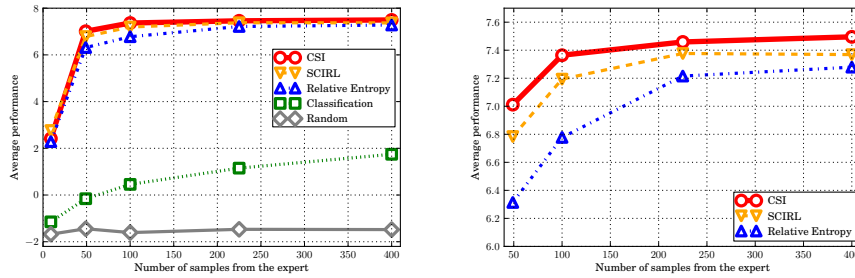 8
6
4
2
0
−2
Average performance
0
50
100
150
200
250
300
350
400
Number of samples from the expert
CSI
SCIRL
Relative Entropy
Classification
Random
7.6
7.4
7.2
7.0
6.8
6.6
6.4
6.2
6.0
Average performance
50
100
150
200
250
300
350
400
Number of samples from the expert
CSI
SCIRL
Relative Entropy